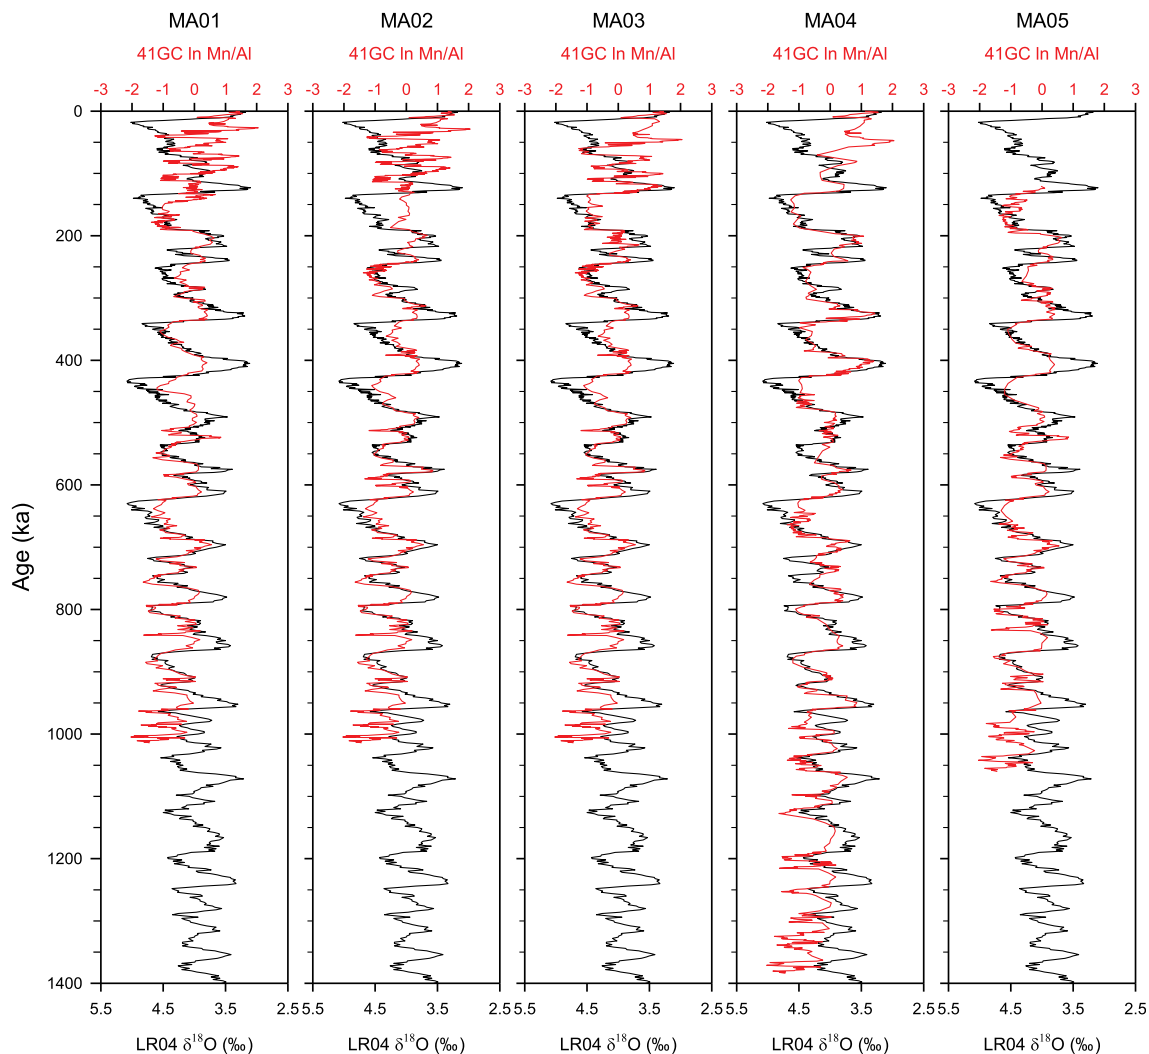 MA01 MA02 MA03 MA04 MA05
41GC ln Mn/Al 41GC ln Mn/Al 41GC ln Mn/Al 41GC ln Mn/Al 41GC ln Mn/Al
-3 -2 -1 0 1 2 3 -3 -2 -1 0 1 2 3 -3 -2 -1 0 1 2 3 -3 -2 -1 0 1 2 3 -3 -2 -1 0 1 2 3
0
200
400
600
800
1000
1200
1400
Age (ka)
5.5 4.5 3.5 2.5 5.5 4.5 3.5 2.5 5.5 4.5 3.5 2.5 5.5 4.5 3.5 2.5 5.5 4.5 3.5 2.5
LR04 δ¹⁸O (‰) LR04 δ¹⁸O (‰) LR04 δ¹⁸O (‰) LR04 δ¹⁸O (‰) LR04 δ¹⁸O (‰)